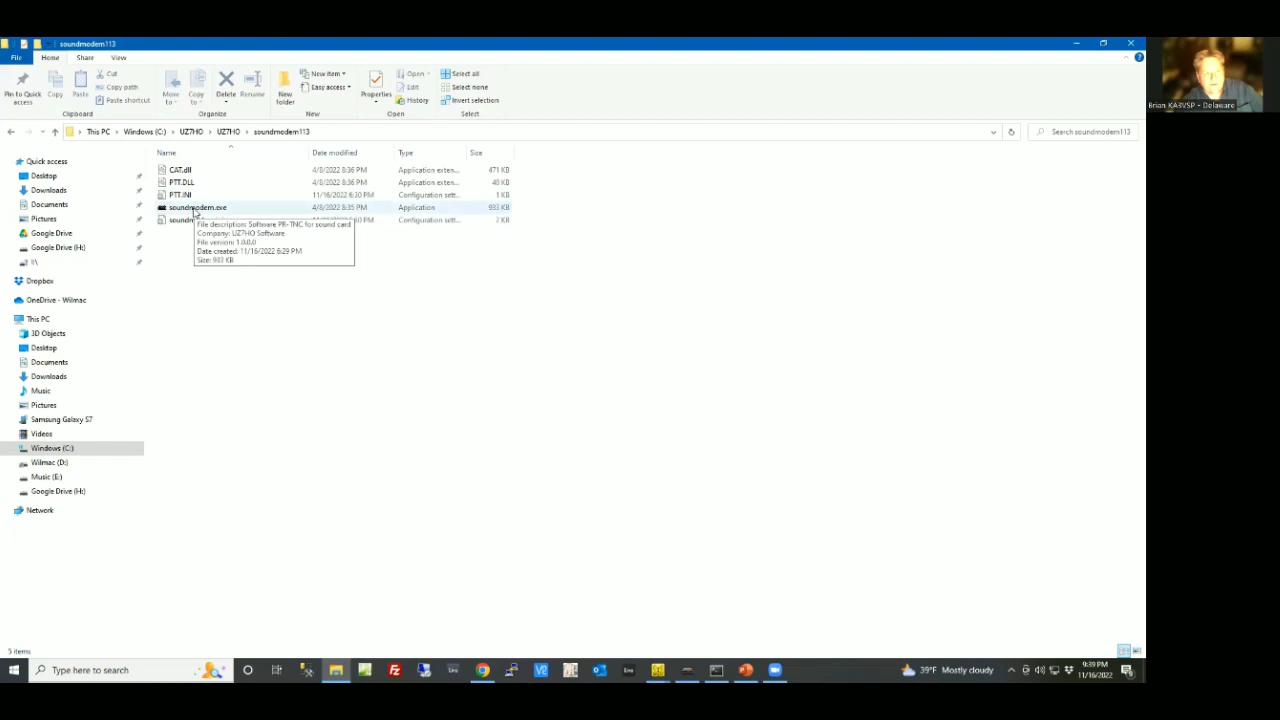 soundmodem113
File Home Share View
Pin to Quick access
Copy
Paste
Cut
Copy path
Paste shortcut
Clipboard
Move to
Copy to
Delete
Rename
Organize
New folder
New item
Easy access
New
Properties
Open
Edit
History
Open
Select all
Select none
Invert selection
Select
This PC > Windows (C:) > UZ7HO > UZ7HO > soundmodem113
Search soundmodem113
Name Date modified Type Size
CAT.dll 4/8/2022 8:36 PM Application exten... 471 KB
PTT.DLL 4/8/2022 8:36 PM Application exten... 40 KB
PTT.INI 11/16/2022 6:30 PM Configuration sett... 1 KB
soundmodem.exe 4/8/2022 8:35 PM Application 933 KB
Configuration sett... 2 KB
File description: Software PR-TNC for sound card
Company: UZ7HO Software
File version: 1.0.0.0
Date created: 11/16/2022 6:29 PM
Size: 933 KB
Quick access
Desktop
Downloads
Documents
Pictures
Google Drive
Google Drive (H:)
\\
Dropbox
OneDrive - Wilmac
This PC
3D Objects
Desktop
Documents
Downloads
Music
Pictures
Samsung Galaxy S7
Videos
Windows (C:)
Wilmac (D:)
Music (E:)
Google Drive (H:)
Network
5 items
Type here to search
39°F Mostly cloudy
9:39 PM
11/16/2022
Brian KA3VSP - Delaware